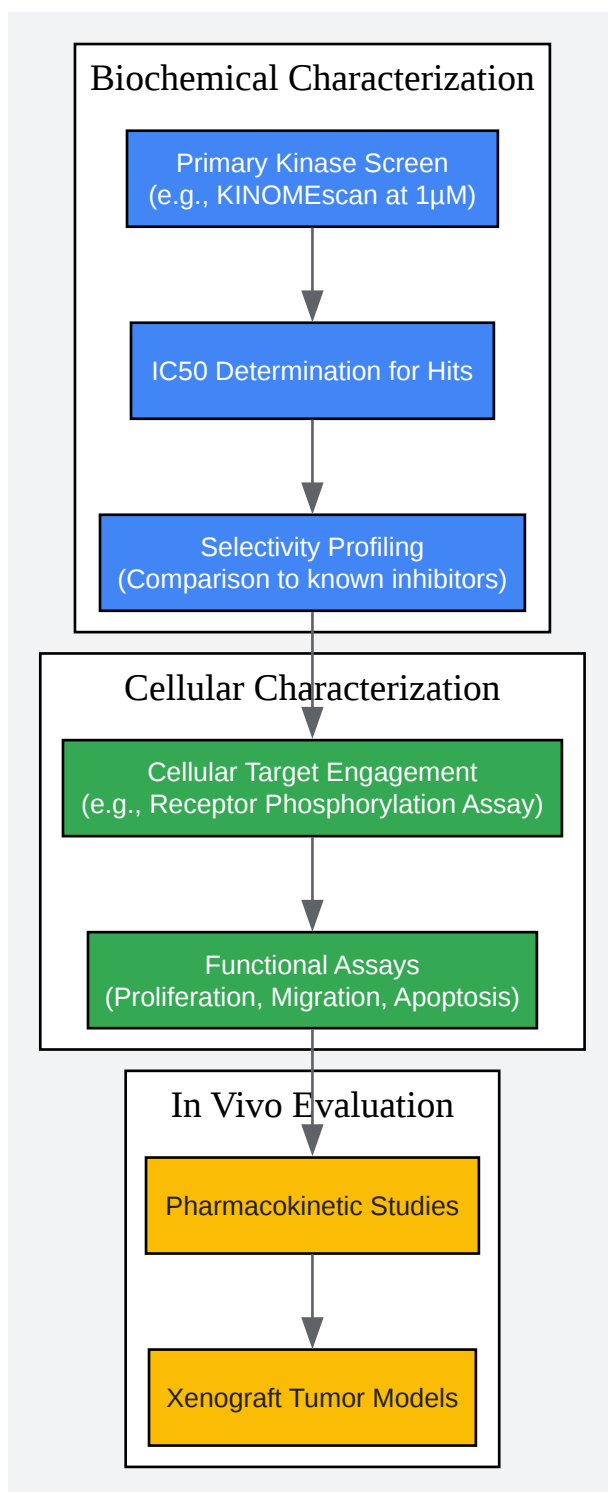 Biochemical Characterization
Primary Kinase Screen
(e.g., KINOMEscan at 1µM)
IC50 Determination for Hits
Selectivity Profiling
(Comparison to known inhibitors)
Cellular Characterization
Cellular Target Engagement
(e.g., Receptor Phosphorylation Assay)
Functional Assays
(Proliferation, Migration, Apoptosis)
In Vivo Evaluation
Pharmacokinetic Studies
Xenograft Tumor Models